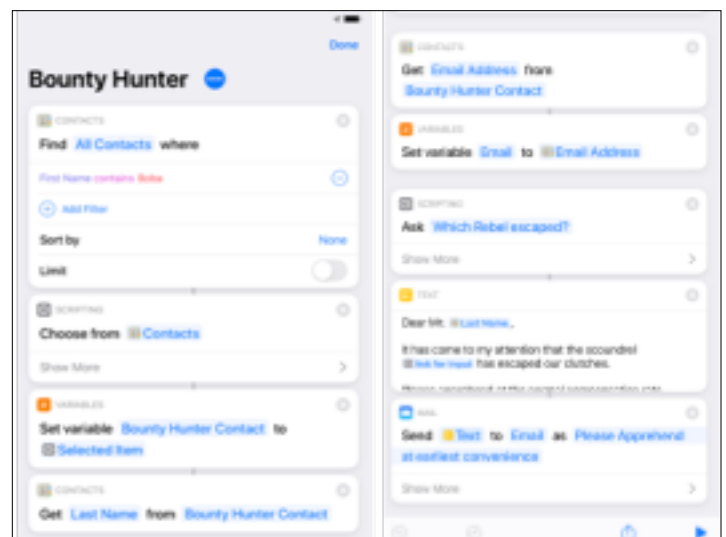 Done
Bounty Hunter
CONTACTS
Find All Contacts where
First Name contains Boba
Add Filter
Sort by None
Limit
SCRIPTING
Choose from Contacts
Show More
VARIABLES
Set variable Bounty Hunter Contact to
Selected Item
CONTACTS
Get Last Name from Bounty Hunter Contact
CONTACTS
Get Email Address from
Bounty Hunter Contact
VARIABLES
Set variable Email to Email Address
SCRIPTING
Ask Which Rebel escaped?
Show More
TEXT
Dear Mr. Last Name,
It has come to my attention that the scoundrel
Ask for Input has escaped our clutches.
MAIL
Send Text to Email as Please Apprehend
at earliest convenience
Show More